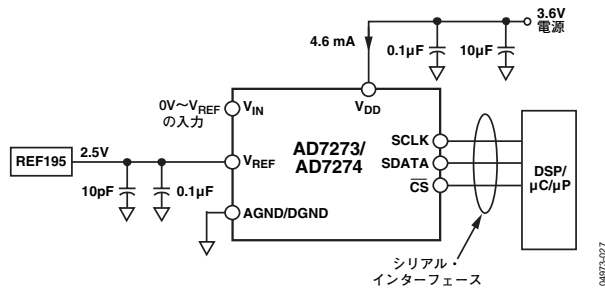 3.6V
電源
4.6 mA
0.1µF
10µF
0V～VREF
の入力
VIN
VDD
SCLK
AD7273/
AD7274
SDATA
CS
DSP/
µC/µP
REF195
2.5V
VREF
10pF
0.1µF
AGND/DGND
シリアル・
インターフェース
04973-027